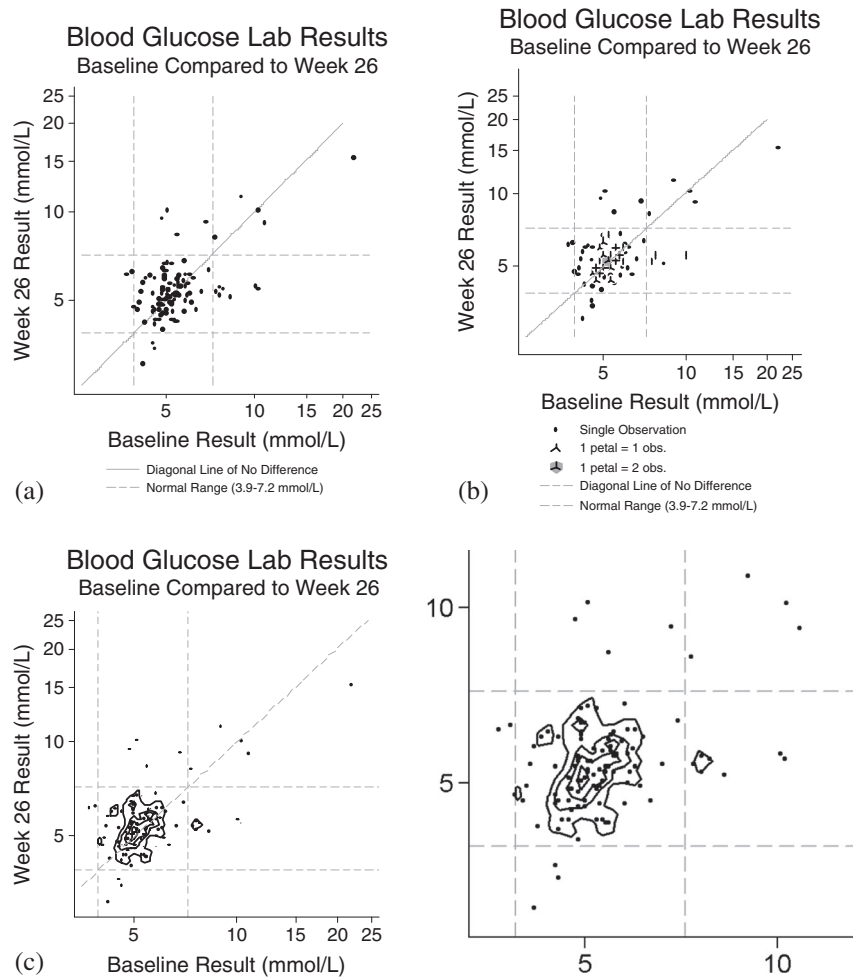 Blood Glucose Lab Results
Baseline Compared to Week 26
Week 26 Result (mmol/L)
25
20
15
10
5
5
10
15
20
25
Baseline Result (mmol/L)
Diagonal Line of No Difference
Normal Range (3.9-7.2 mmol/L)
(a)
Blood Glucose Lab Results
Baseline Compared to Week 26
Week 26 Result (mmol/L)
25
20
15
10
5
5
10
15
20
25
Baseline Result (mmol/L)
Single Observation
1 petal = 1 obs.
1 petal = 2 obs.
Diagonal Line of No Difference
Normal Range (3.9-7.2 mmol/L)
(b)
Blood Glucose Lab Results
Baseline Compared to Week 26
Week 26 Result (mmol/L)
25
20
15
10
5
5
10
15
20
25
Baseline Result (mmol/L)
(c)
10
5
5
10